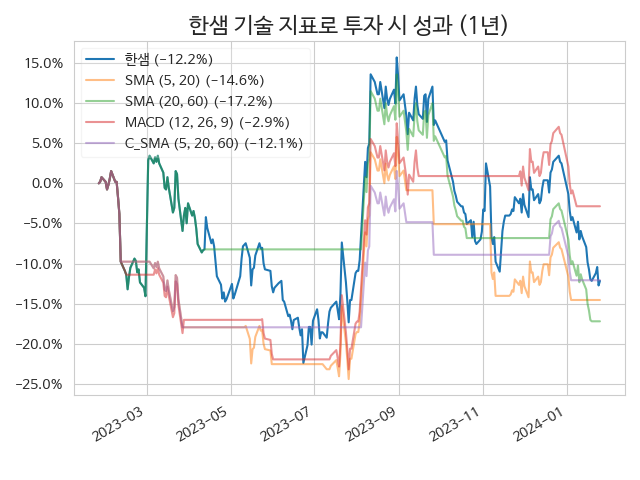 한샘 기술 지표로 투자 시 성과 (1년)
한샘 (−12.2%)
SMA (5, 20) (−14.6%)
SMA (20, 60) (−17.2%)
MACD (12, 26, 9) (−2.9%)
C_SMA (5, 20, 60) (−12.1%)
15.0%
10.0%
5.0%
0.0%
−5.0%
−10.0%
−15.0%
−20.0%
−25.0%
2023-03
2023-05
2023-07
2023-09
2023-11
2024-01